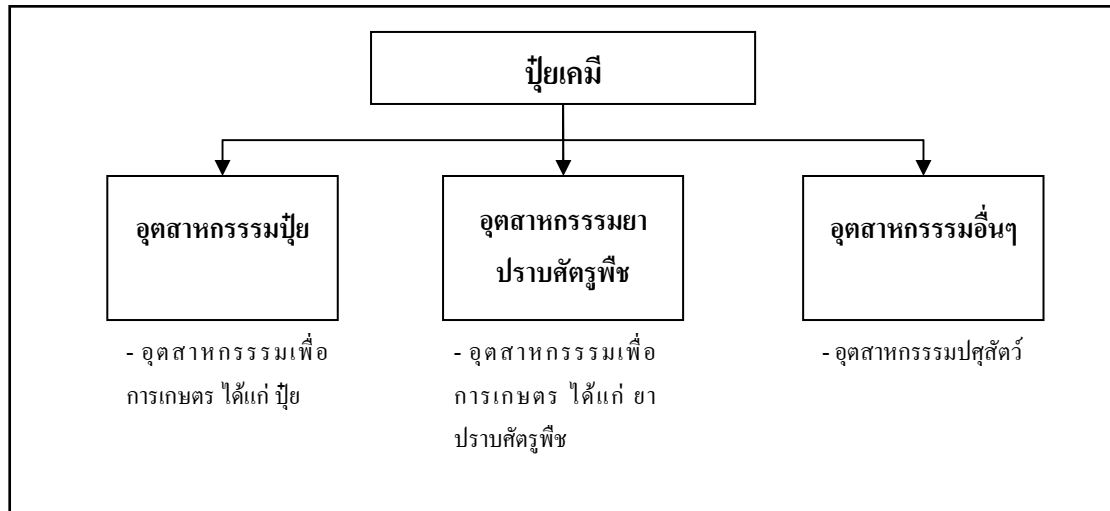 ปุ๋ยเคมี
อุตสาหกรรรมปุ๋ย
- อุตสาหกรรรมเพื่อ
การเกษตร ได้แก่ ปุ๋ย
อุตสาหกรรรมยา
ปราบศัตรูพืช
- อุตสาหกรรรมเพื่อ
การเกษตร ได้แก่ ยา
ปราบศัตรูพืช
อุตสาหกรรรมอื่นๆ
- อุตสาหกรรรมปศุสัตว์